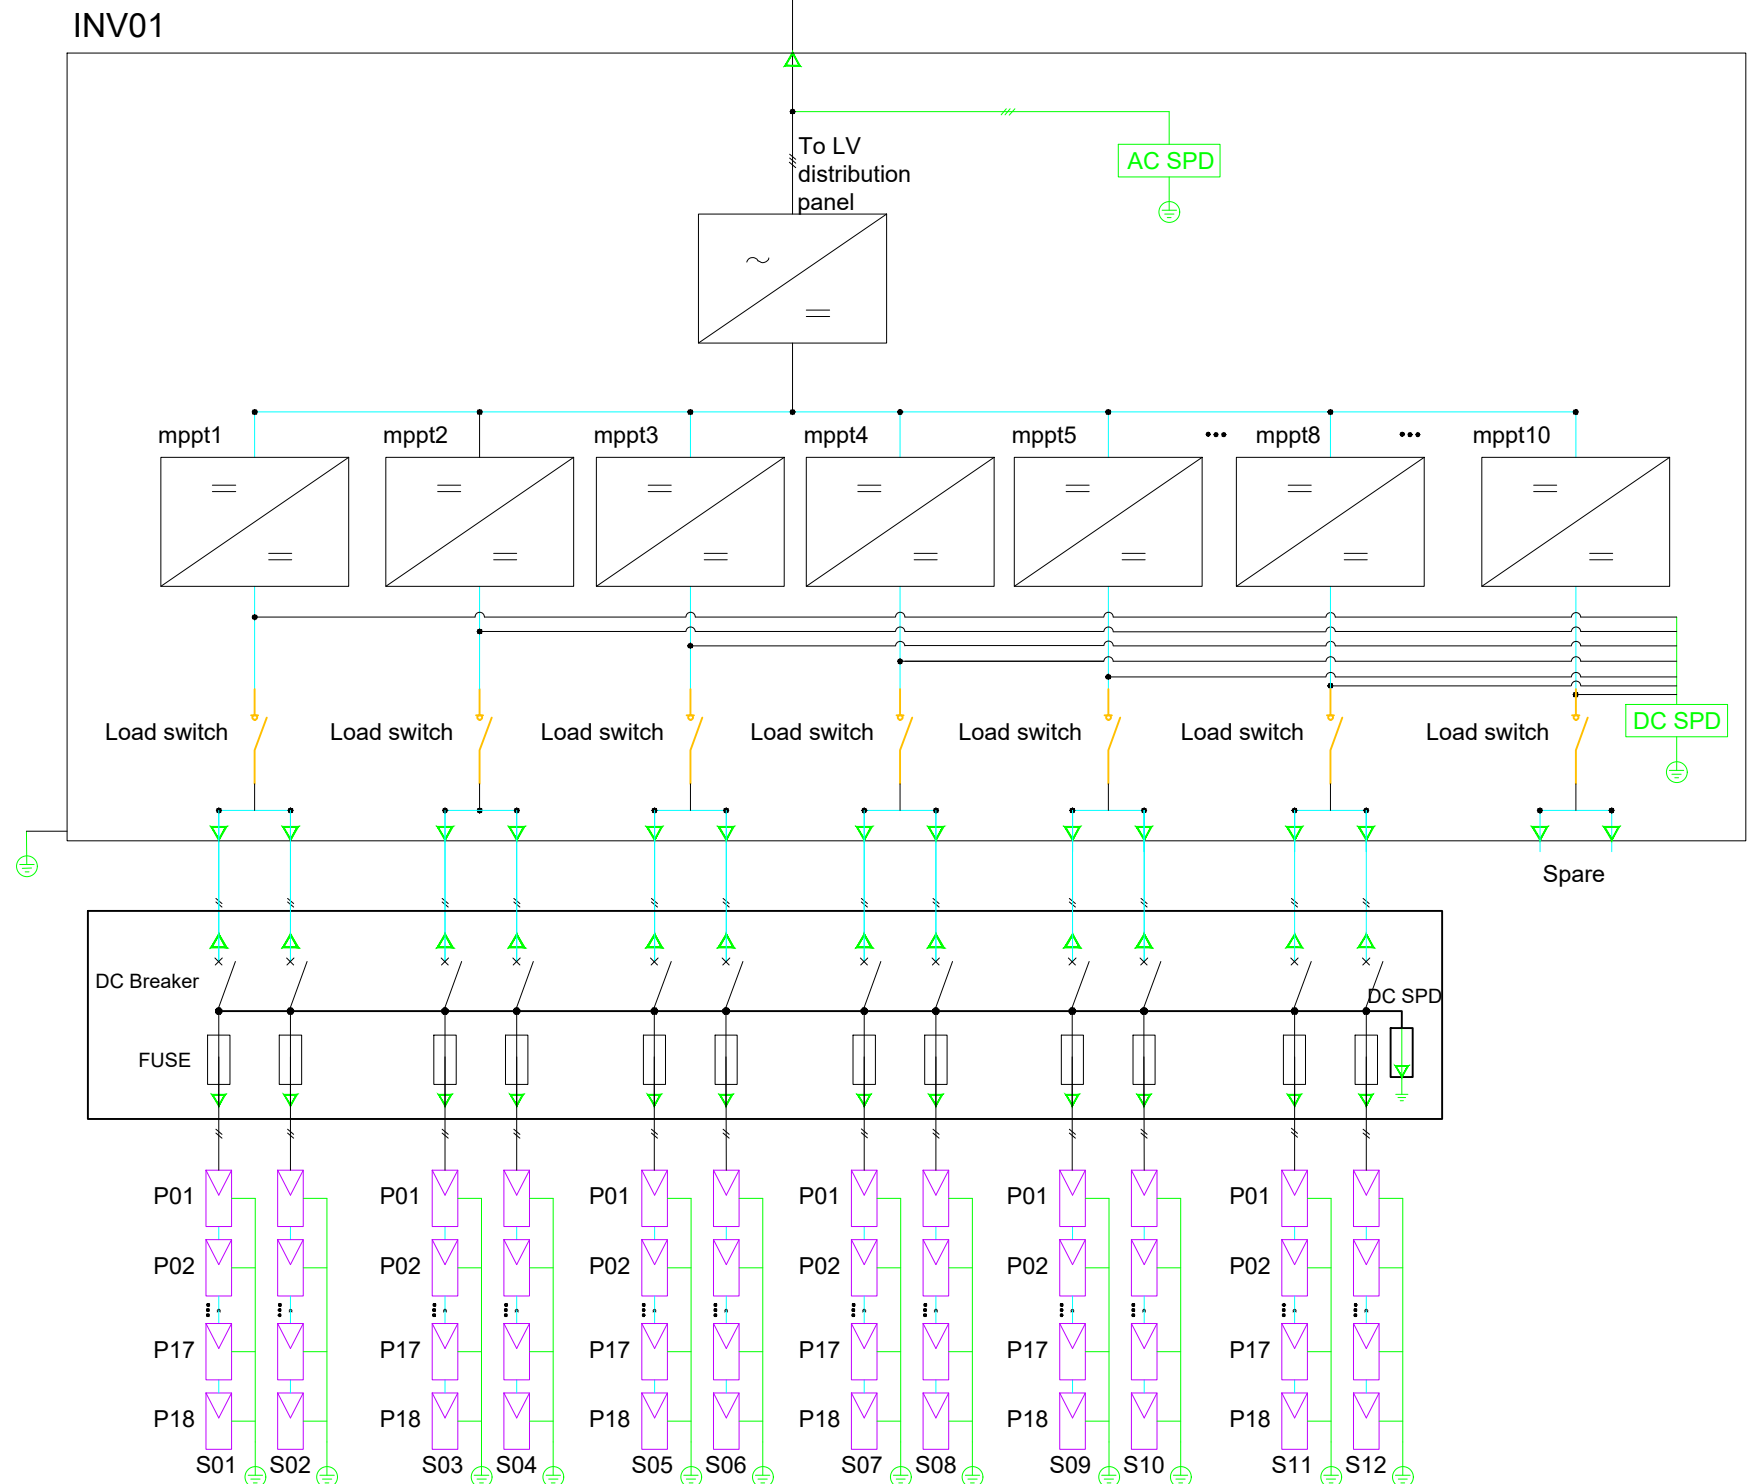 INV01
To LV
distribution
panel
AC SPD
mppt1 mppt2 mppt3 mppt4 mppt5 ••• mppt8 ••• mppt10
Load switch Load switch Load switch Load switch Load switch Load switch Load switch
DC SPD
Spare
DC Breaker
DC SPD
FUSE
P01 P01 P01 P01 P01 P01
P02 P02 P02 P02 P02 P02
P17 P17 P17 P17 P17 P17
P18 P18 P18 P18 P18 P18
S01 S02 S03 S04 S05 S06 S07 S08 S09 S10 S11 S12